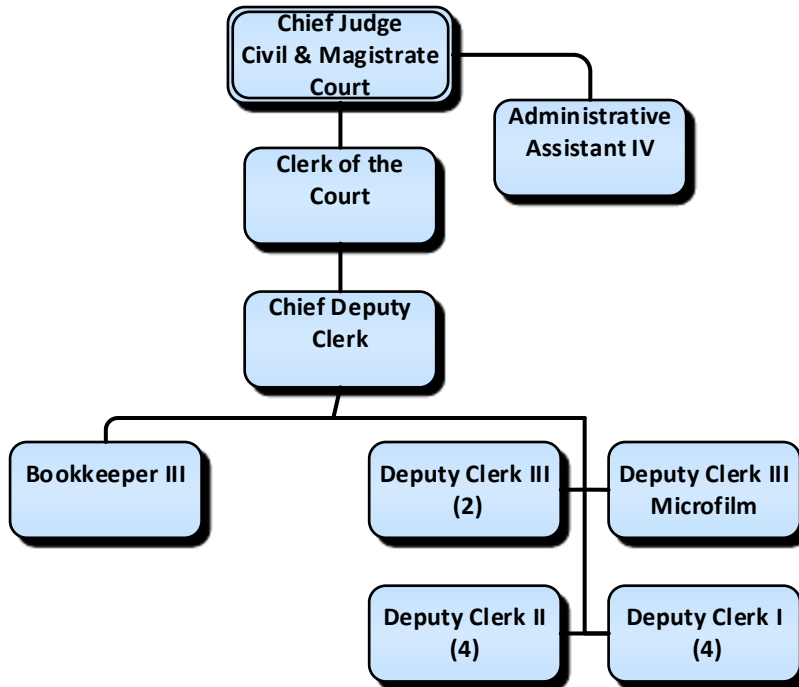 Chief Judge
Civil & Magistrate
Court
Administrative
Assistant IV
Clerk of the
Court
Chief Deputy
Clerk
Bookkeeper III
Deputy Clerk III
(2)
Deputy Clerk III
Microfilm
Deputy Clerk II
(4)
Deputy Clerk I
(4)